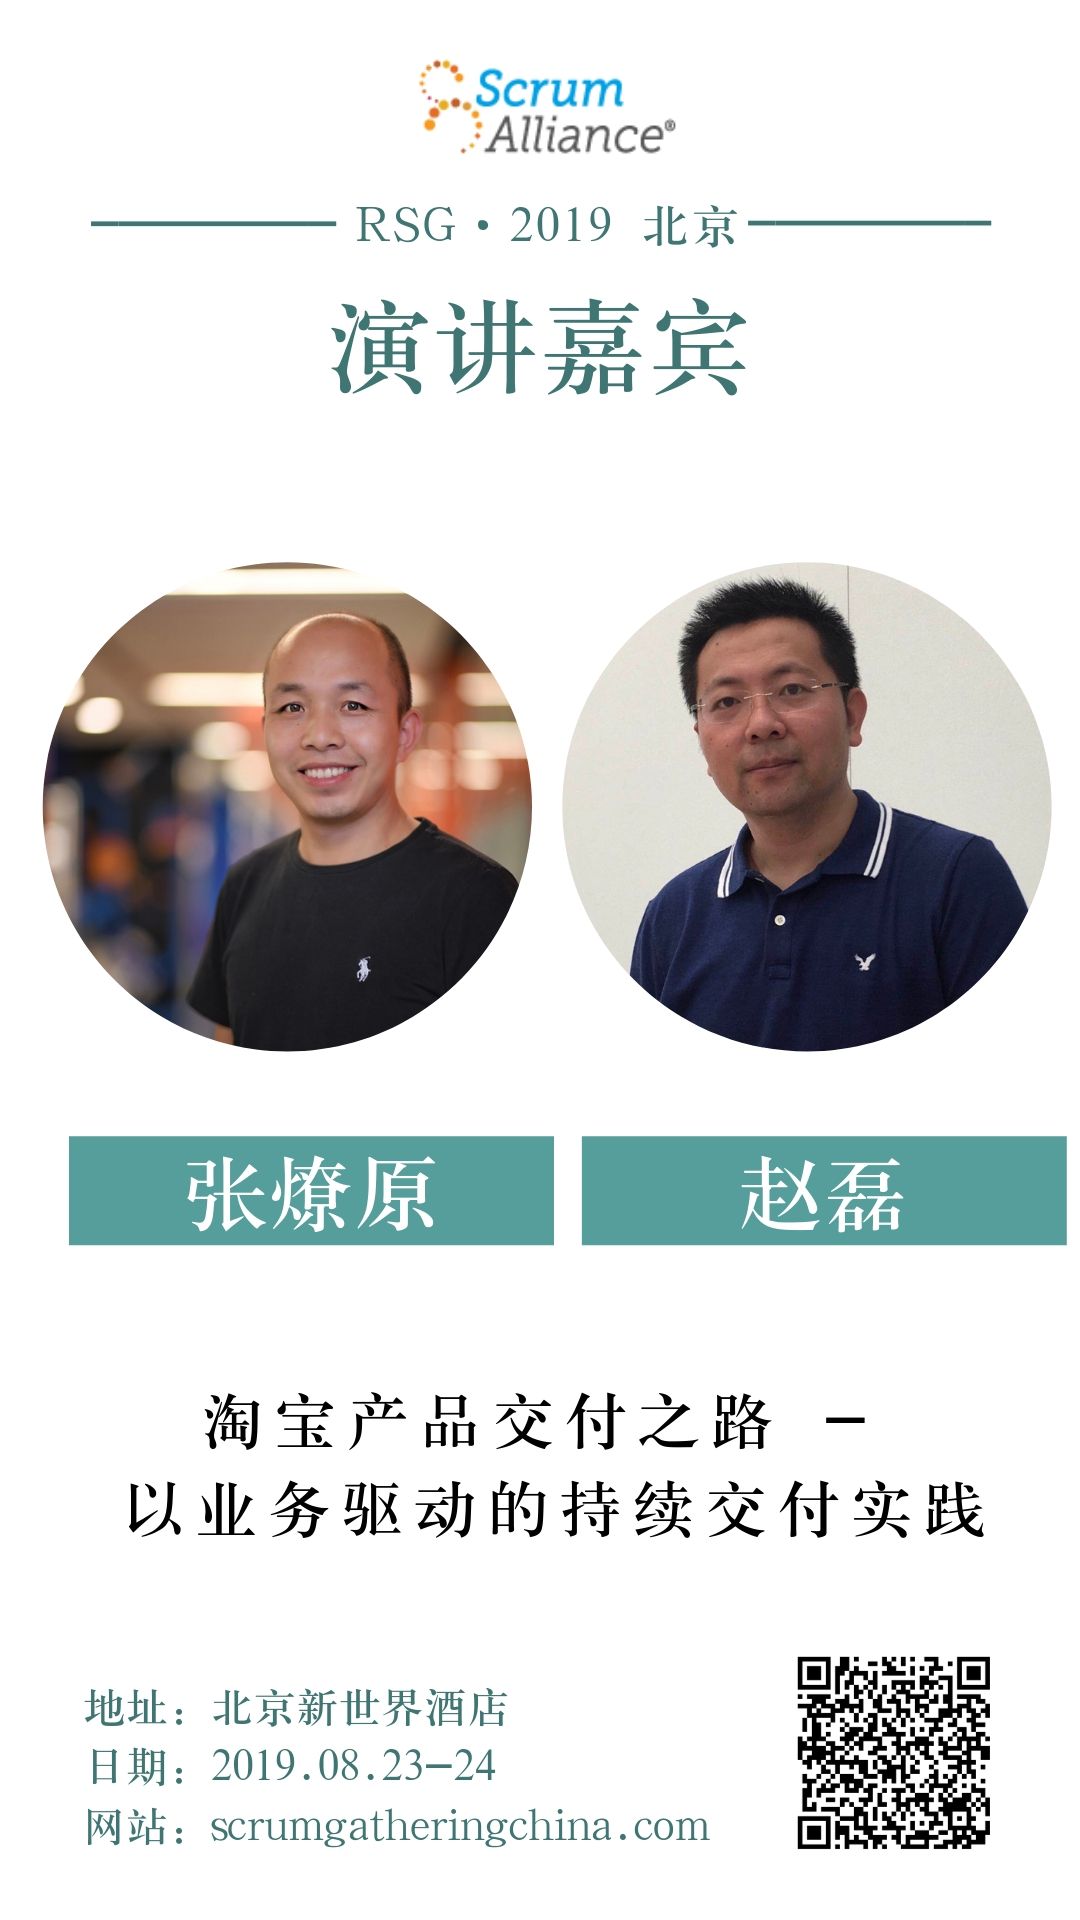 Scrum
Alliance®
RSG·2019 北京
演讲嘉宾
张燎原
赵磊
淘宝产品交付之路 -
以业务驱动的持续交付实践
地址：北京新世界酒店
日期：2019.08.23-24
网站：scrumgatheringchina.com